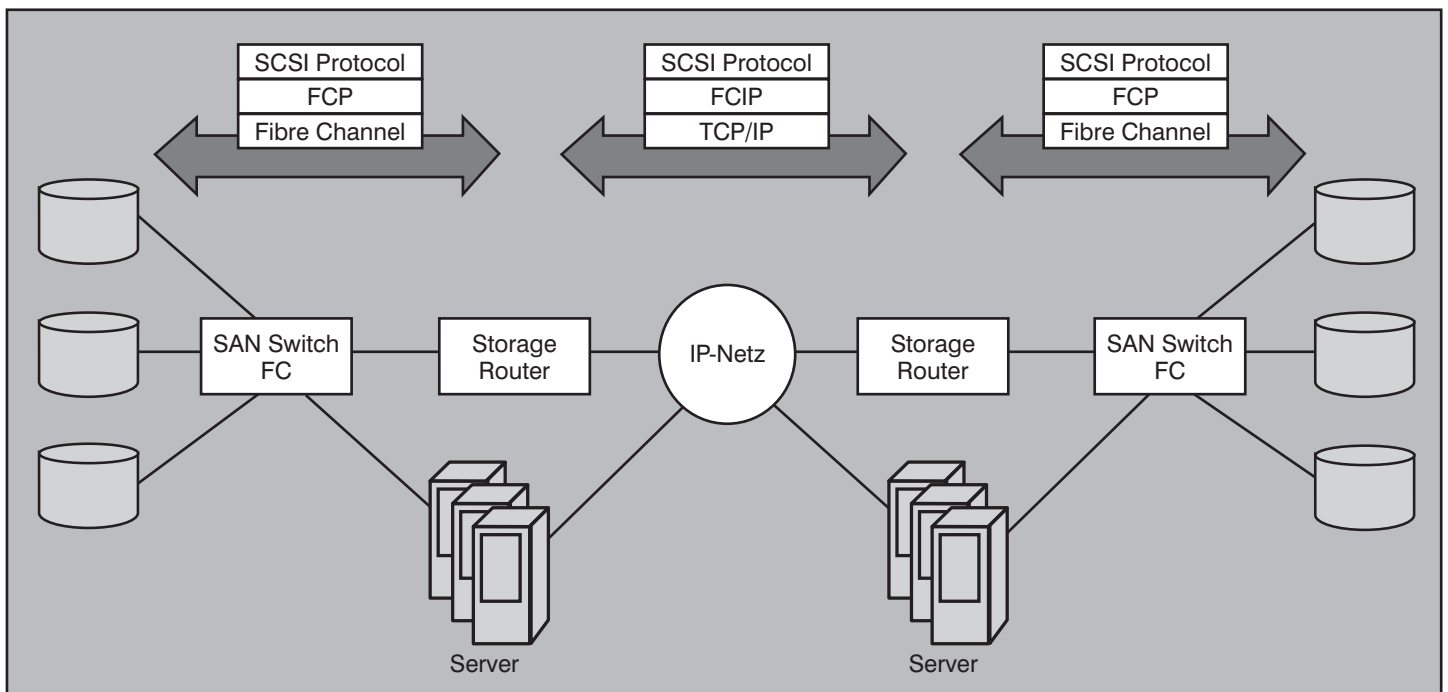 SCSI Protocol
FCP
Fibre Channel
SCSI Protocol
FCIP
TCP/IP
SCSI Protocol
FCP
Fibre Channel
SAN Switch
FC
Storage
Router
IP-Netz
Storage
Router
SAN Switch
FC
Server
Server